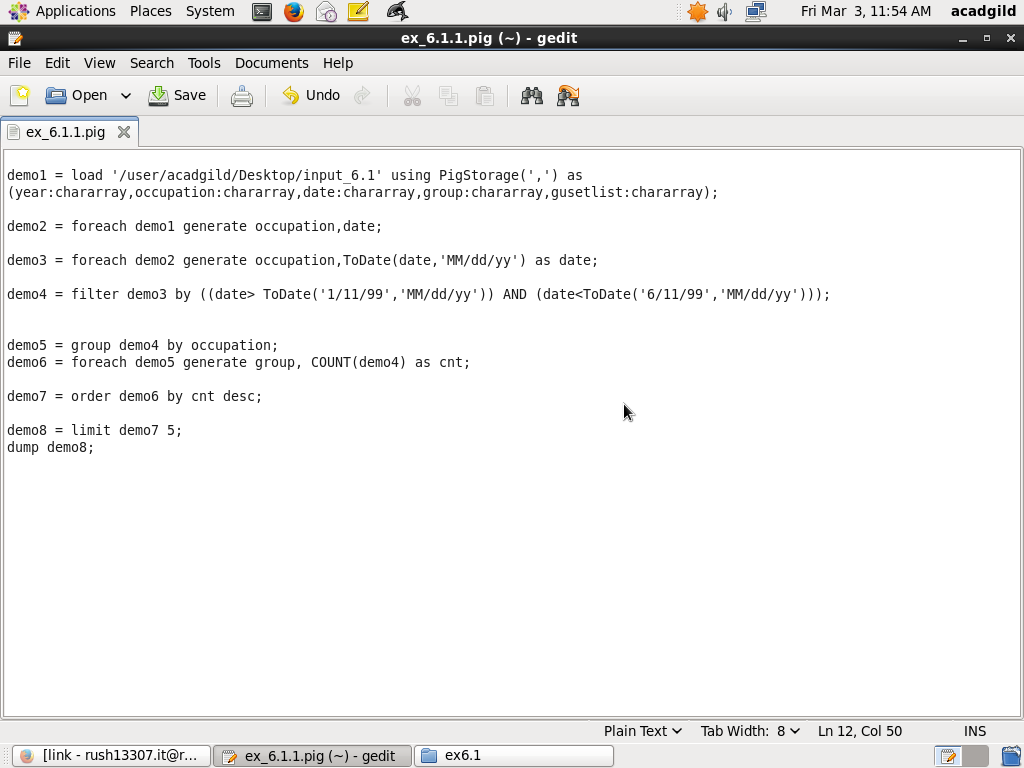 Applications Places System Fri Mar 3, 11:54 AM acadgild
ex_6.1.1.pig (~) - gedit
File Edit View Search Tools Documents Help
Open Save Undo
ex_6.1.1.pig
demo1 = load '/user/acadgild/Desktop/input_6.1' using PigStorage(',') as
(year:chararray,occupation:chararray,date:chararray,group:chararray,gusetlist:chararray);
demo2 = foreach demo1 generate occupation,date;
demo3 = foreach demo2 generate occupation,ToDate(date,'MM/dd/yy') as date;
demo4 = filter demo3 by ((date> ToDate('1/11/99','MM/dd/yy')) AND (date<ToDate('6/11/99','MM/dd/yy')));
demo5 = group demo4 by occupation;
demo6 = foreach demo5 generate group, COUNT(demo4) as cnt;
demo7 = order demo6 by cnt desc;
demo8 = limit demo7 5;
dump demo8;
Plain Text Tab Width: 8 Ln 12, Col 50 INS
[link - rush13307.it@r... ex_6.1.1.pig (~) - gedit ex6.1